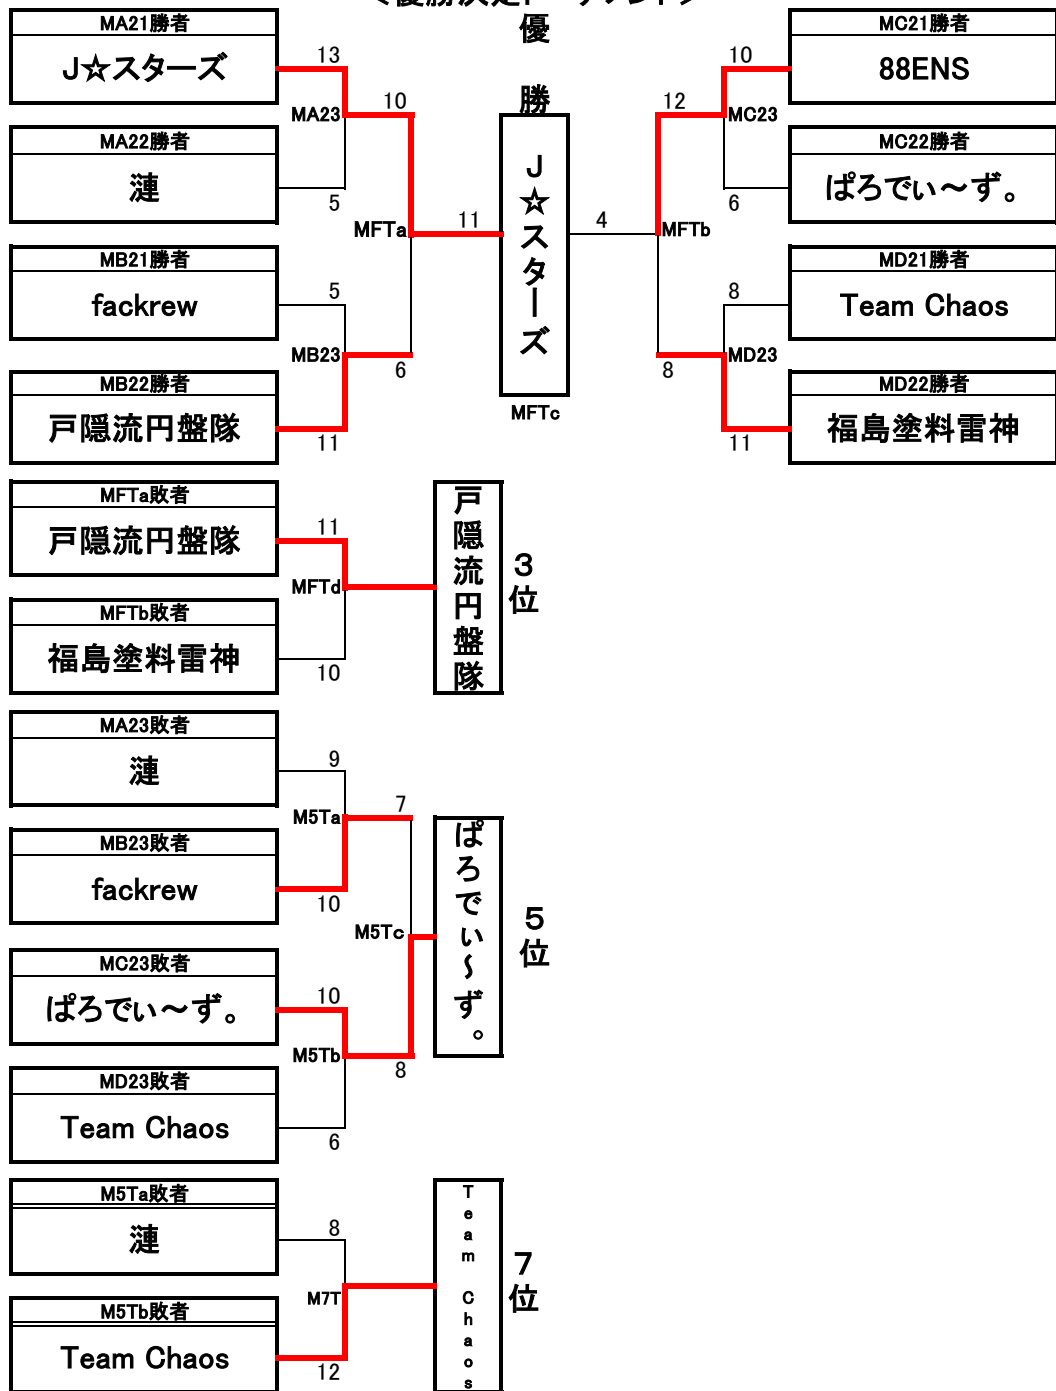 優
勝
MA21勝者
J☆スターズ
13
MA23
10
MA22勝者
漣
5
MFTa
11
MB21勝者
fackrew
5
MB23
6
MB22勝者
戸隠流円盤隊
11
J☆スターズ
MFTc
4
MC21勝者
88ENS
10
12
MC23
MC22勝者
ぱろでぃ～ず。
6
MFTb
MD21勝者
Team Chaos
8
MD23
8
MD22勝者
福島塗料雷神
11
MFTa敗者
戸隠流円盤隊
11
MFTd
MFTb敗者
福島塗料雷神
10
戸隠流円盤隊
3位
MA23敗者
漣
9
M5Ta
7
MB23敗者
fackrew
10
M5Tc
MC23敗者
ぱろでぃ～ず。
10
M5Tb
8
MD23敗者
Team Chaos
6
ぱろでぃ～ず。
5位
M5Ta敗者
漣
8
M7T
M5Tb敗者
Team Chaos
12
Team Chaos
7位